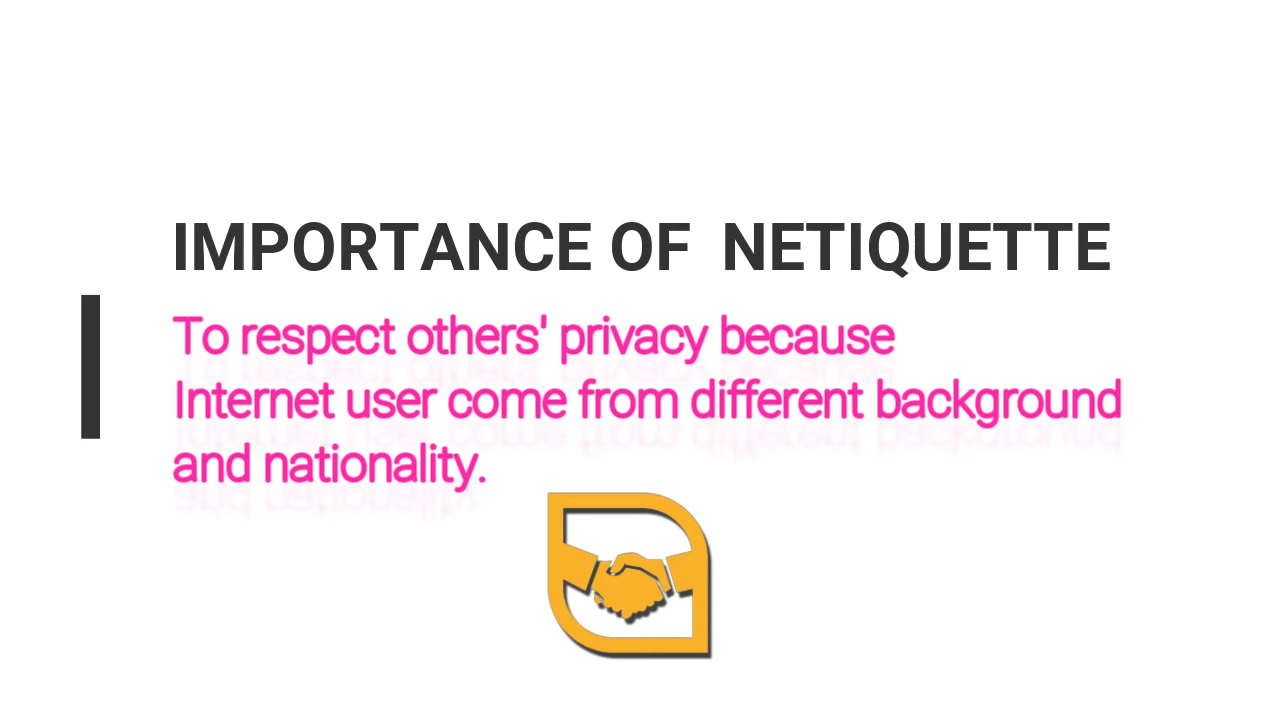 IMPORTANCE OF NETIQUETTE
To respect others' privacy because
Internet user come from different background
and nationality.